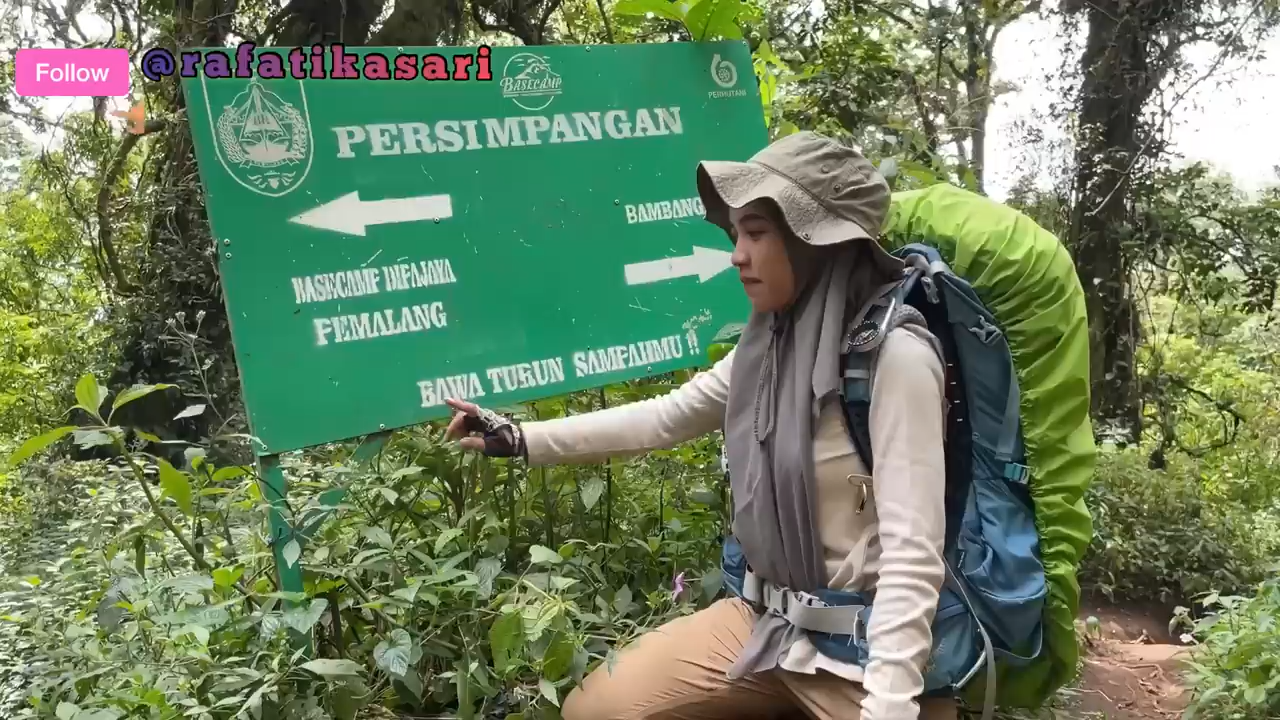 Follow
@rafatikasari
BASECAMP
PERHUTANI
PERSIMPANGAN
BAMBANG
BASECAMP DIPAJAYA
PEMALANG
BAWA TURUN SAMPAHMU !!